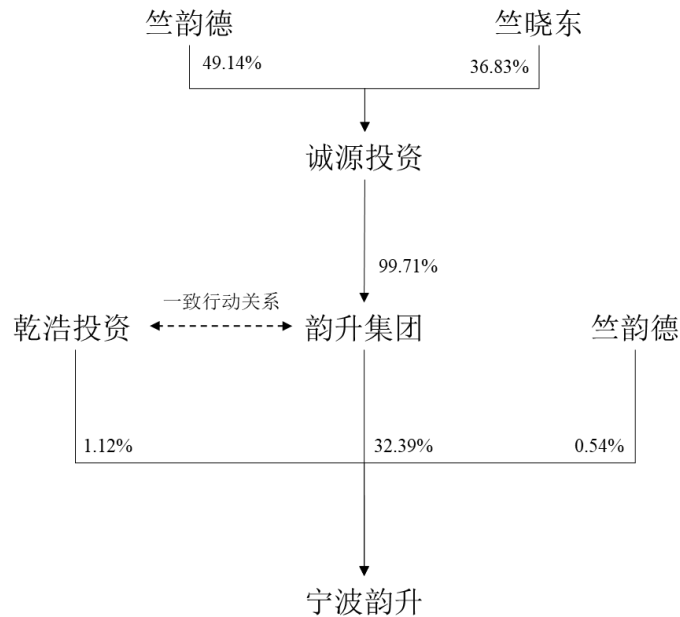 竺韵德
竺晓东
49.14%
36.83%
诚源投资
99.71%
一致行动关系
乾浩投资
韵升集团
竺韵德
1.12%
32.39%
0.54%
宁波韵升